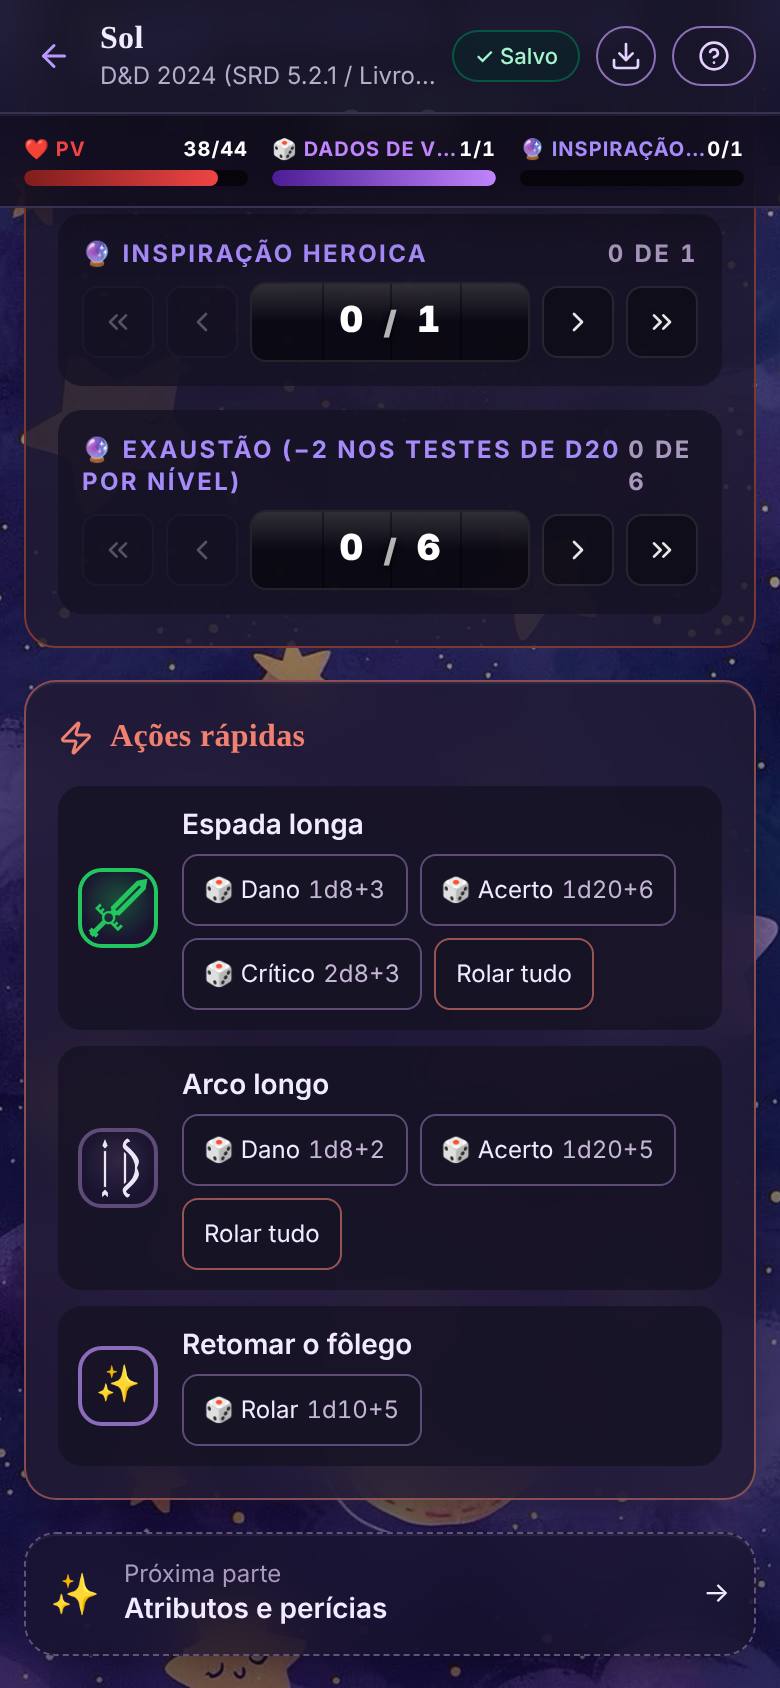 Sol
D&D 2024 (SRD 5.2.1 / Livro...
Salvo
PV 38/44
DADOS DE V... 1/1
INSPIRAÇÃO... 0/1
INSPIRAÇÃO HEROICA 0 DE 1
0 / 1
EXAUSTÃO (−2 NOS TESTES DE D20 0 DE
POR NÍVEL) 6
0 / 6
Ações rápidas
Espada longa
Dano 1d8+3 Acerto 1d20+6
Crítico 2d8+3 Rolar tudo
Arco longo
Dano 1d8+2 Acerto 1d20+5
Rolar tudo
Retomar o fôlego
Rolar 1d10+5
Próxima parte
Atributos e perícias